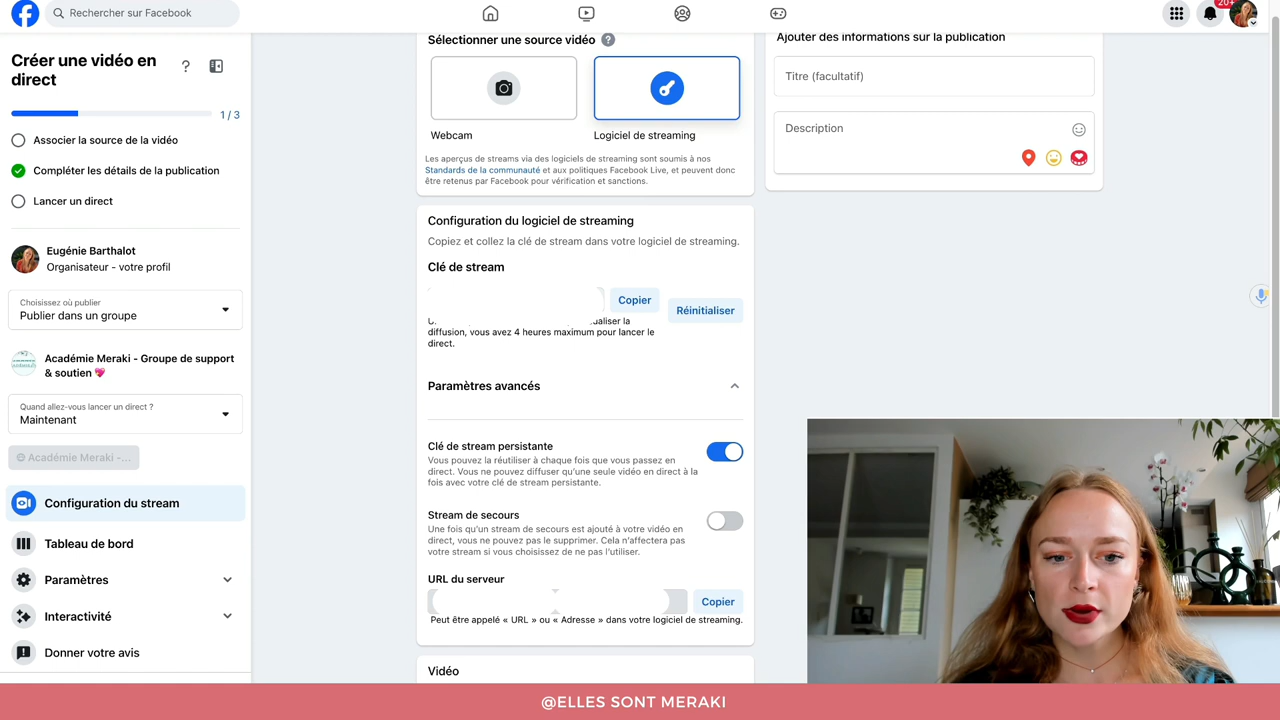 Rechercher sur Facebook
20+
Créer une vidéo en
direct
1 / 3
Associer la source de la vidéo
Compléter les détails de la publication
Lancer un direct
Eugénie Barthalot
Organisateur - votre profil
Choisissez où publier
Publier dans un groupe
Académie Meraki - Groupe de support
& soutien 💖
Quand allez-vous lancer un direct ?
Maintenant
Académie Meraki -...
Configuration du stream
Tableau de bord
Paramètres
Interactivité
Donner votre avis
Sélectionner une source vidéo
Webcam
Logiciel de streaming
Les aperçus de streams via des logiciels de streaming sont soumis à nos
Standards de la communauté et aux politiques Facebook Live, et peuvent donc
être retenus par Facebook pour vérification et sanctions.
Configuration du logiciel de streaming
Copiez et collez la clé de stream dans votre logiciel de streaming.
Clé de stream
Copier
Réinitialiser
ualiser la
diffusion, vous avez 4 heures maximum pour lancer le
direct.
Paramètres avancés
Clé de stream persistante
Vous pouvez la réutiliser à chaque fois que vous passez en
direct. Vous ne pouvez diffuser qu'une seule vidéo en direct à la
fois avec votre clé de stream persistante.
Stream de secours
Une fois qu'un stream de secours est ajouté à votre vidéo en
direct, vous ne pouvez pas le supprimer. Cela n'affectera pas
votre stream si vous choisissez de ne pas l'utiliser.
URL du serveur
Copier
Peut être appelé « URL » ou « Adresse » dans votre logiciel de streaming.
Vidéo
Ajouter des informations sur la publication
Titre (facultatif)
Description
@ELLES SONT MERAKI